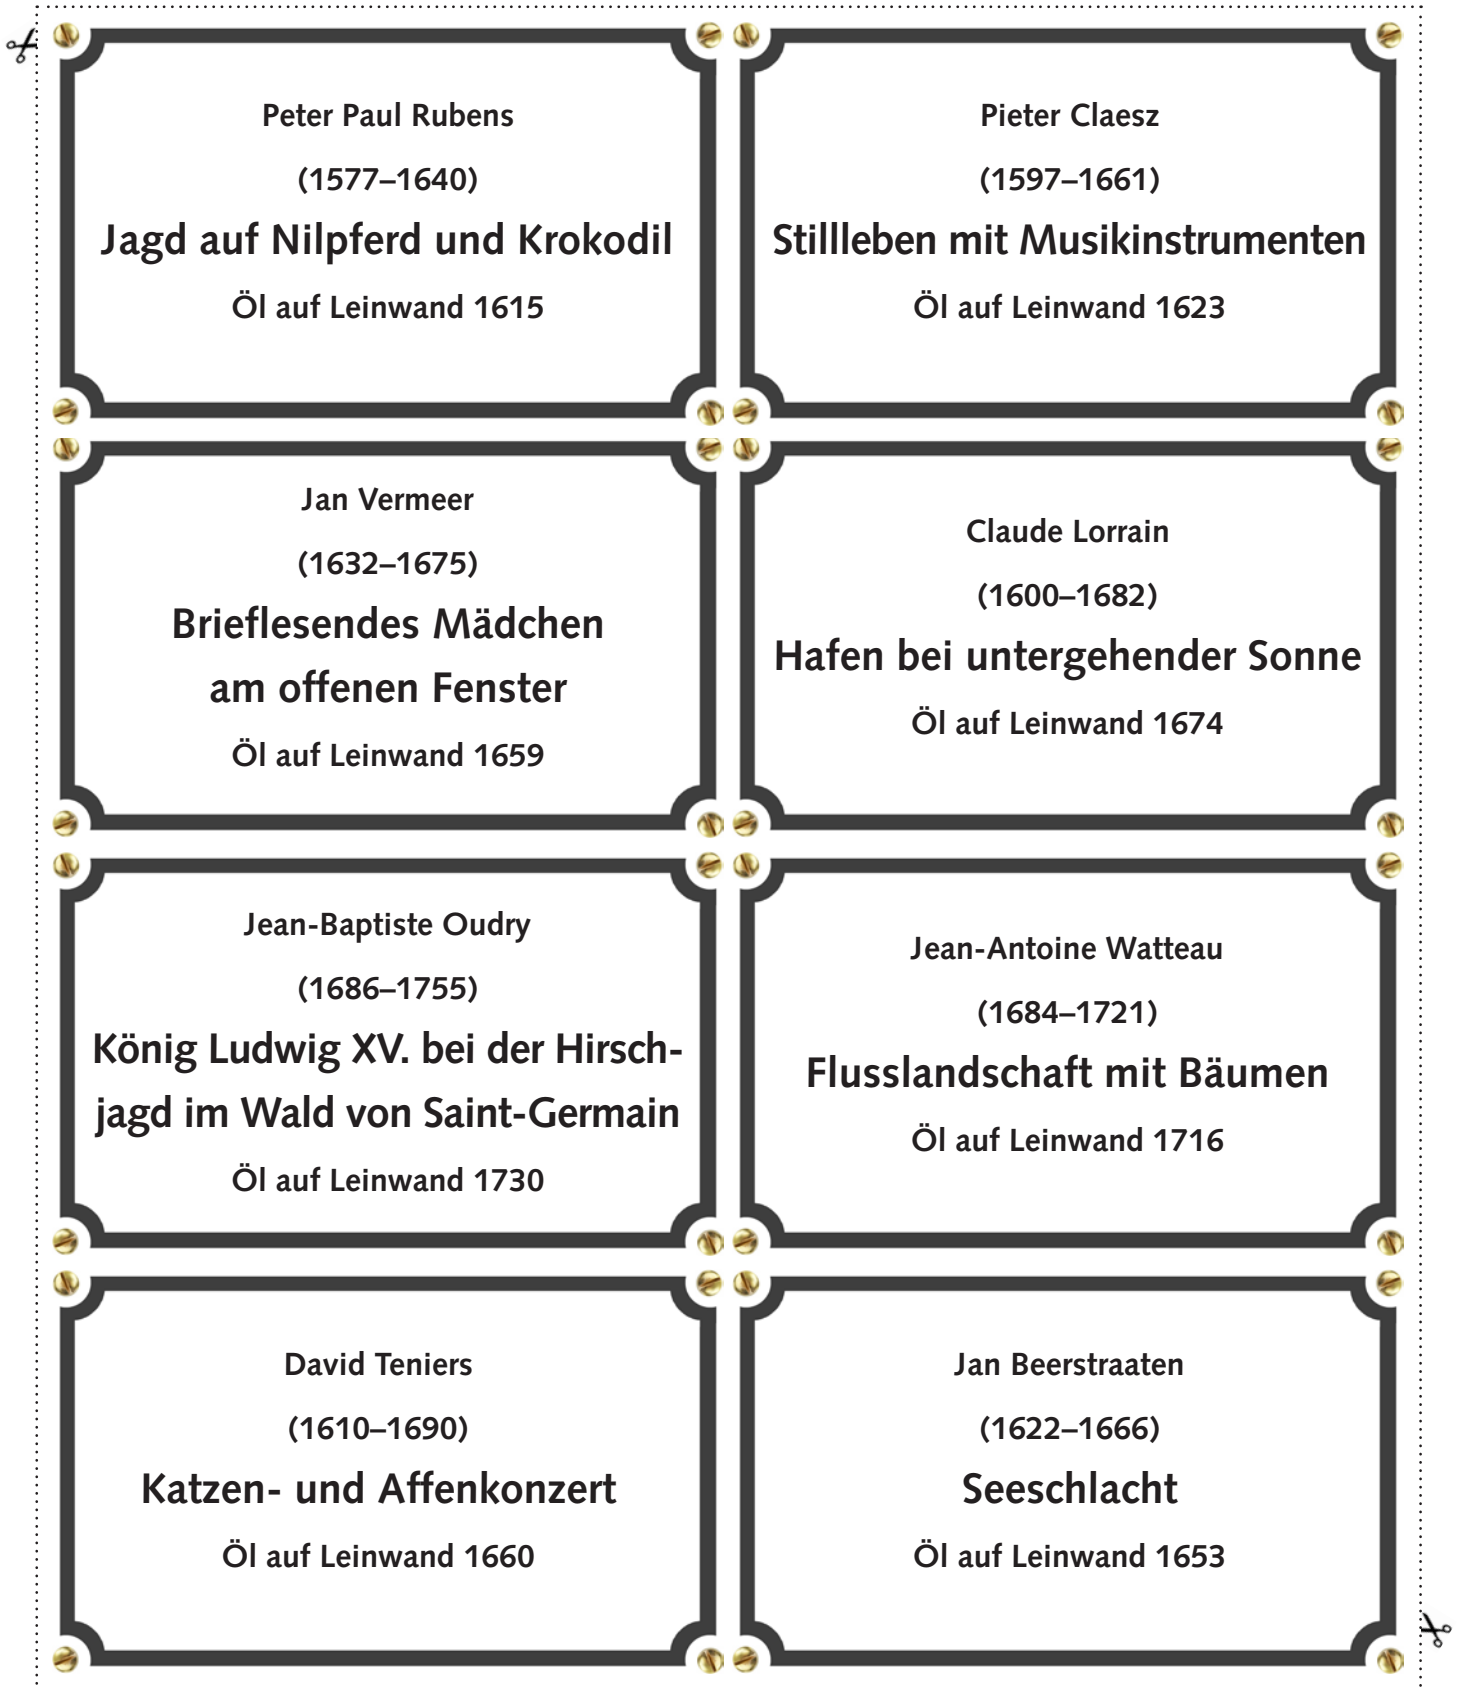 Peter Paul Rubens
(1577–1640)
Jagd auf Nilpferd und Krokodil
Öl auf Leinwand 1615
Pieter Claesz
(1597–1661)
Stillleben mit Musikinstrumenten
Öl auf Leinwand 1623
Jan Vermeer
(1632–1675)
Brieflesendes Mädchen
am offenen Fenster
Öl auf Leinwand 1659
Claude Lorrain
(1600–1682)
Hafen bei untergehender Sonne
Öl auf Leinwand 1674
Jean-Baptiste Oudry
(1686–1755)
König Ludwig XV. bei der Hirsch-
jagd im Wald von Saint-Germain
Öl auf Leinwand 1730
Jean-Antoine Watteau
(1684–1721)
Flusslandschaft mit Bäumen
Öl auf Leinwand 1716
David Teniers
(1610–1690)
Katzen- und Affenkonzert
Öl auf Leinwand 1660
Jan Beerstraaten
(1622–1666)
Seeschlacht
Öl auf Leinwand 1653